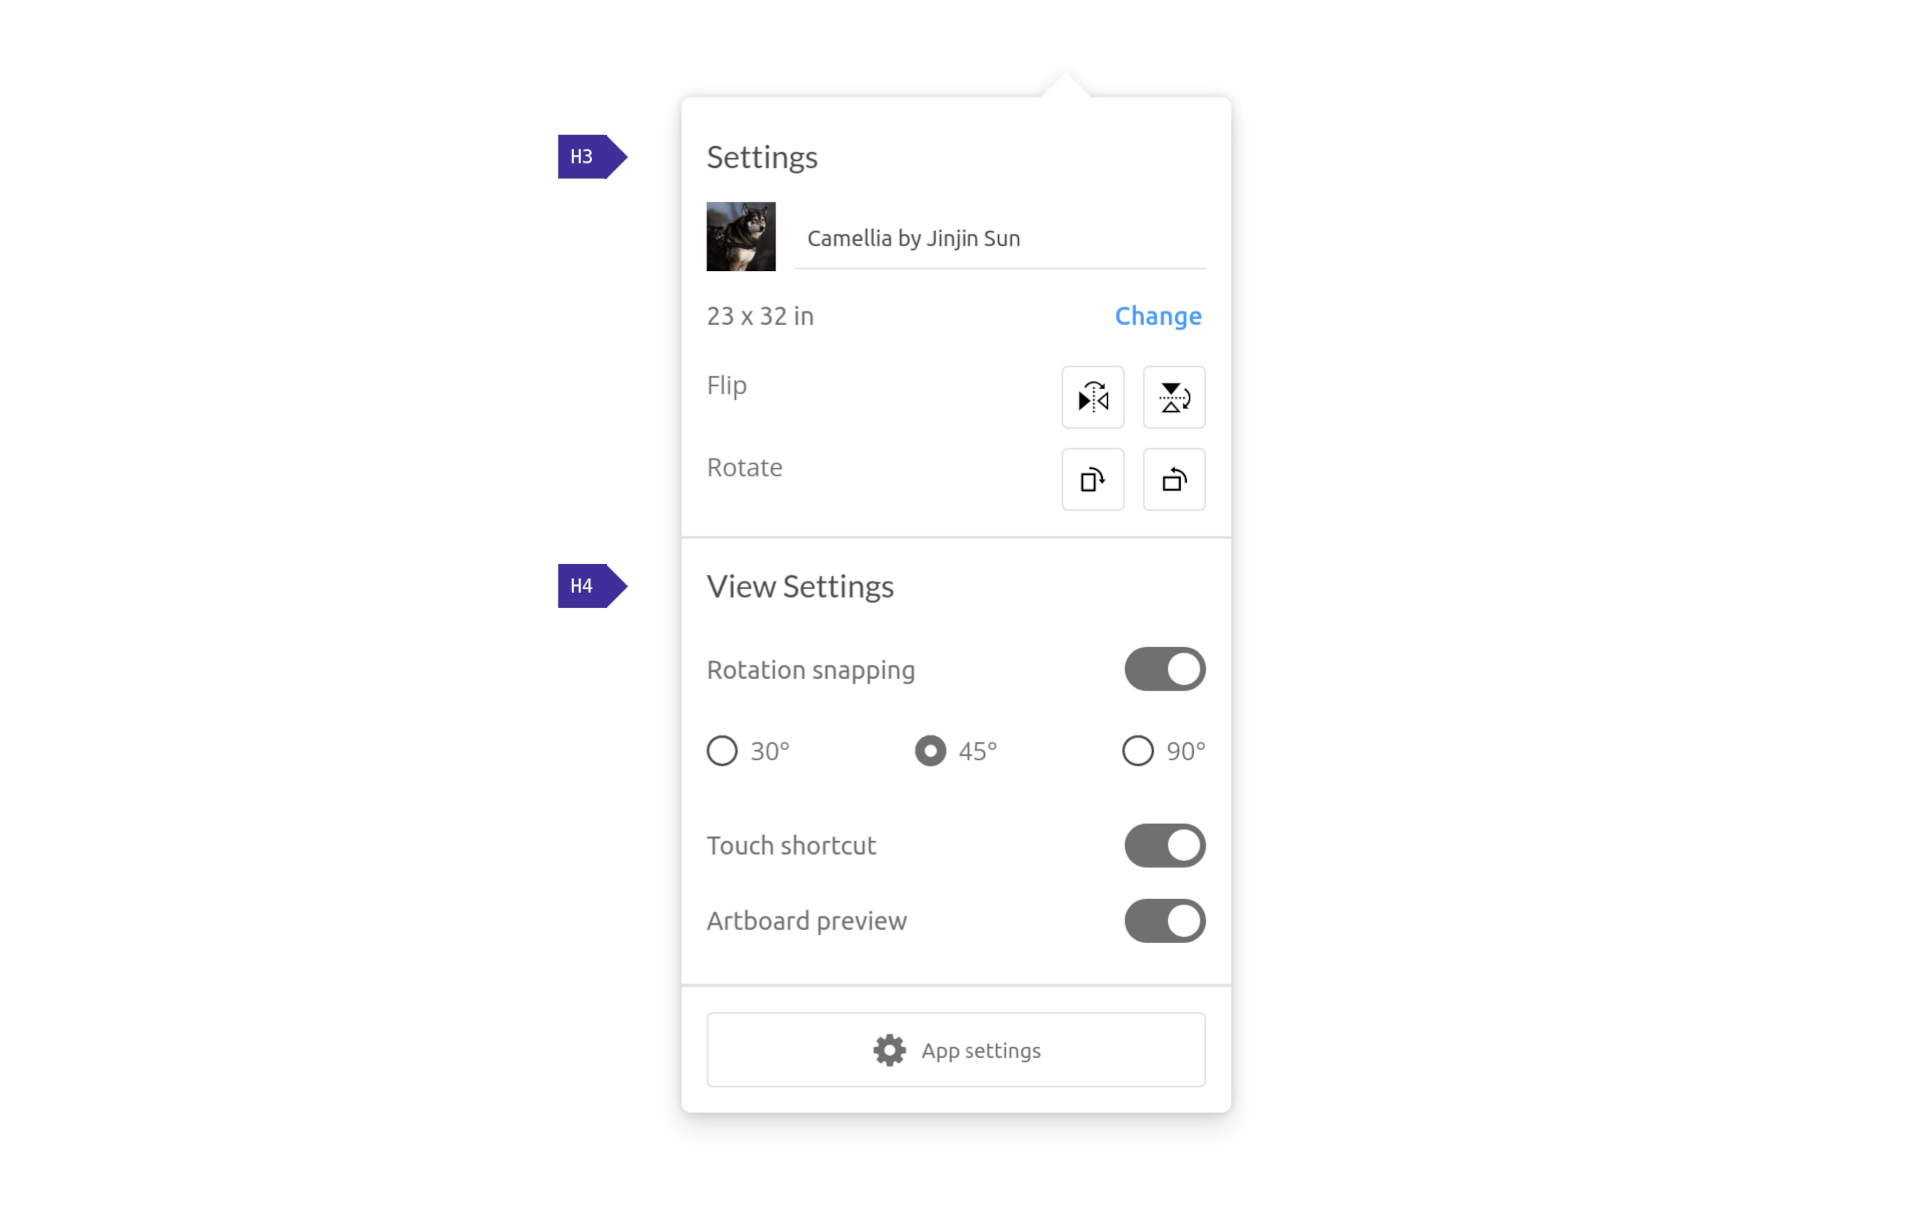 H3
Settings
Camellia by Jinjin Sun
23 x 32 in
Change
Flip
Rotate
H4
View Settings
Rotation snapping
30°
45°
90°
Touch shortcut
Artboard preview
App settings